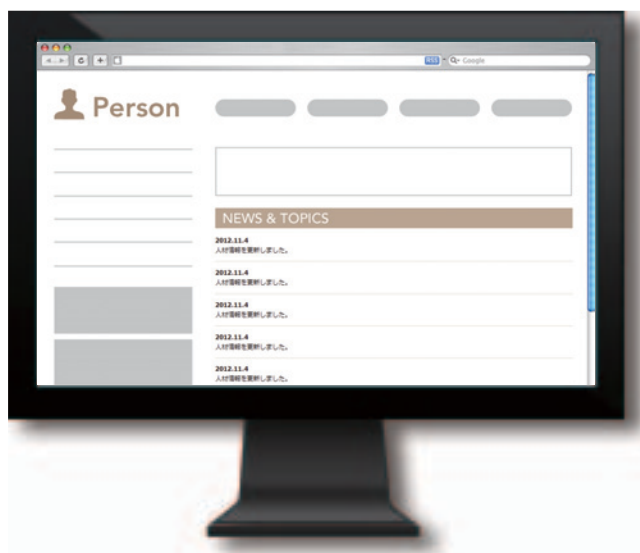 RSS
Google
Person
NEWS & TOPICS
2012.11.4
人材情報を更新しました。
2012.11.4
人材情報を更新しました。
2012.11.4
人材情報を更新しました。
2012.11.4
人材情報を更新しました。
2012.11.4
人材情報を更新しました。